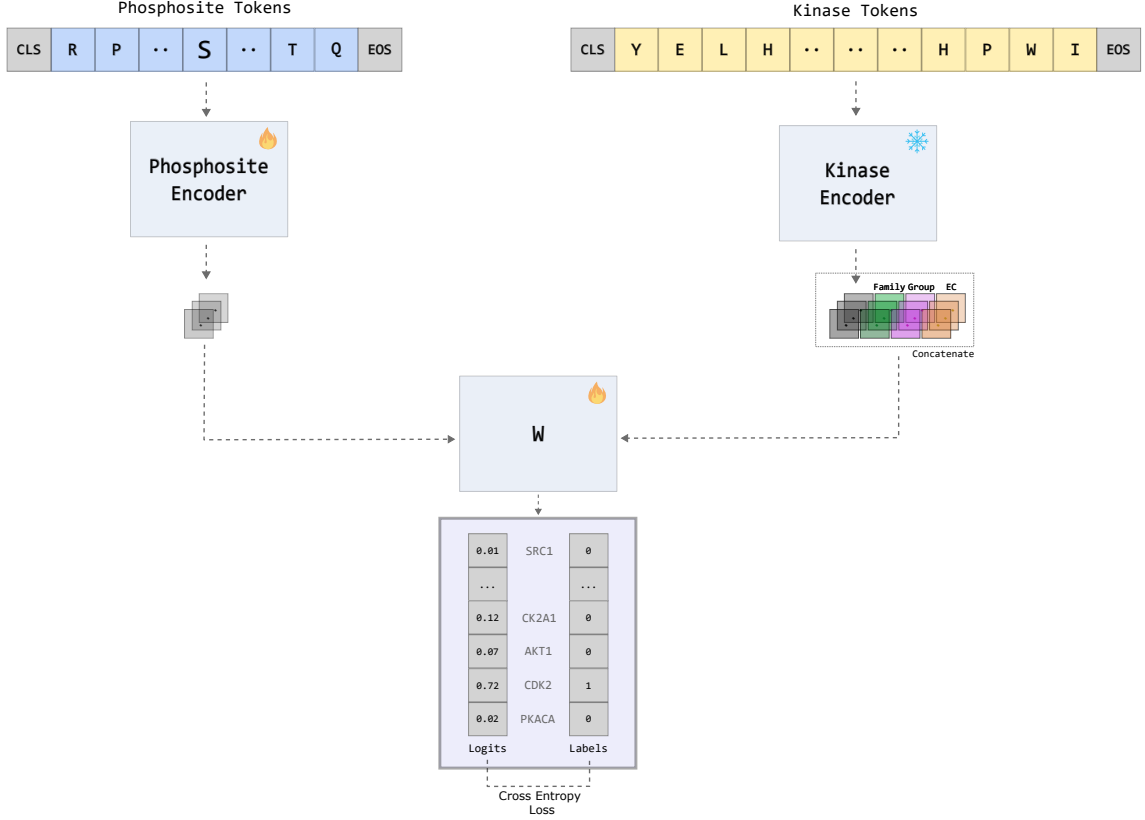 Phosphosite Tokens
Kinase Tokens
CLS R P ·· S ·· T Q EOS
CLS Y E L H ·· ·· ·· H P W I EOS
Phosphosite
Encoder
Kinase
Encoder
Family Group EC
Concatenate
W
0.01 SRC1 0
... ...
0.12 CK2A1 0
0.07 AKT1 0
0.72 CDK2 1
0.02 PKACA 0
Logits Labels
Cross Entropy
Loss